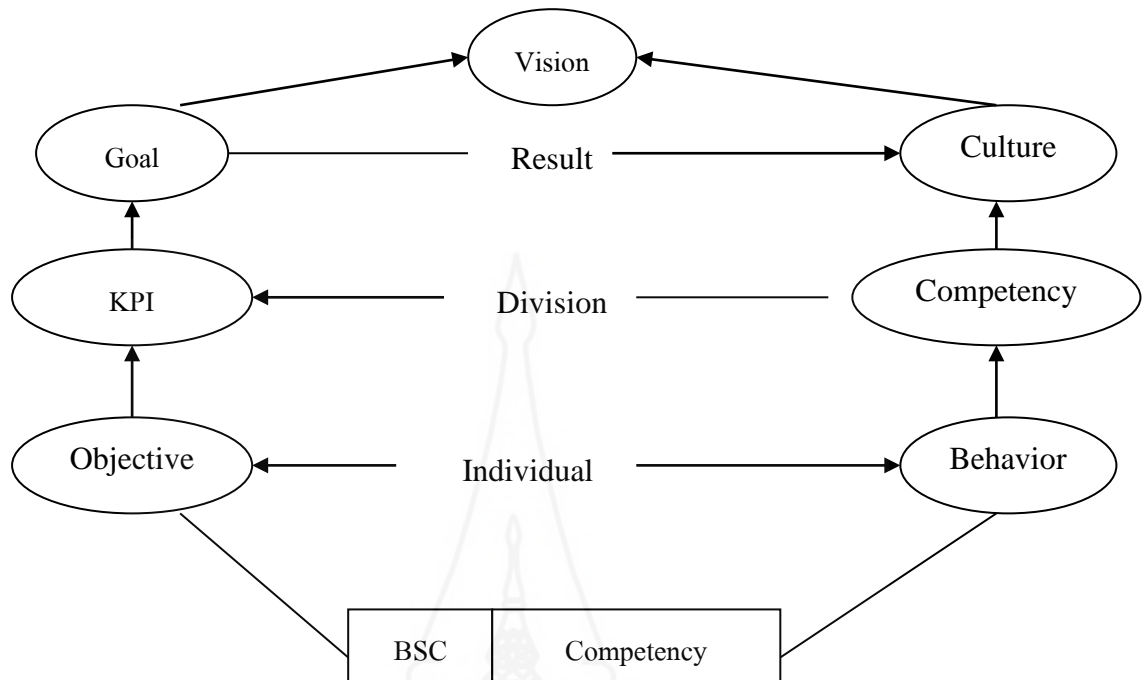 Vision
Goal
Result
Culture
KPI
Division
Competency
Objective
Individual
Behavior
BSC
Competency